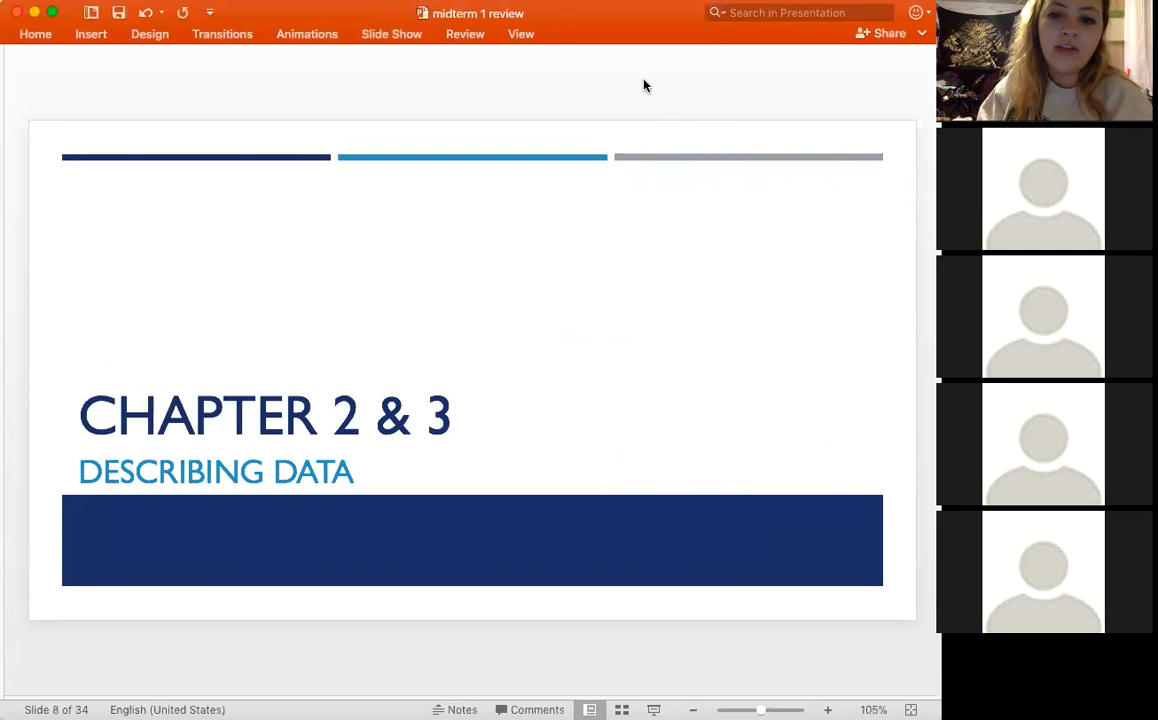 midterm 1 review
Search in Presentation
Home Insert Design Transitions Animations Slide Show Review View Share
CHAPTER 2 & 3
DESCRIBING DATA
Slide 8 of 34 English (United States) Notes Comments 105%